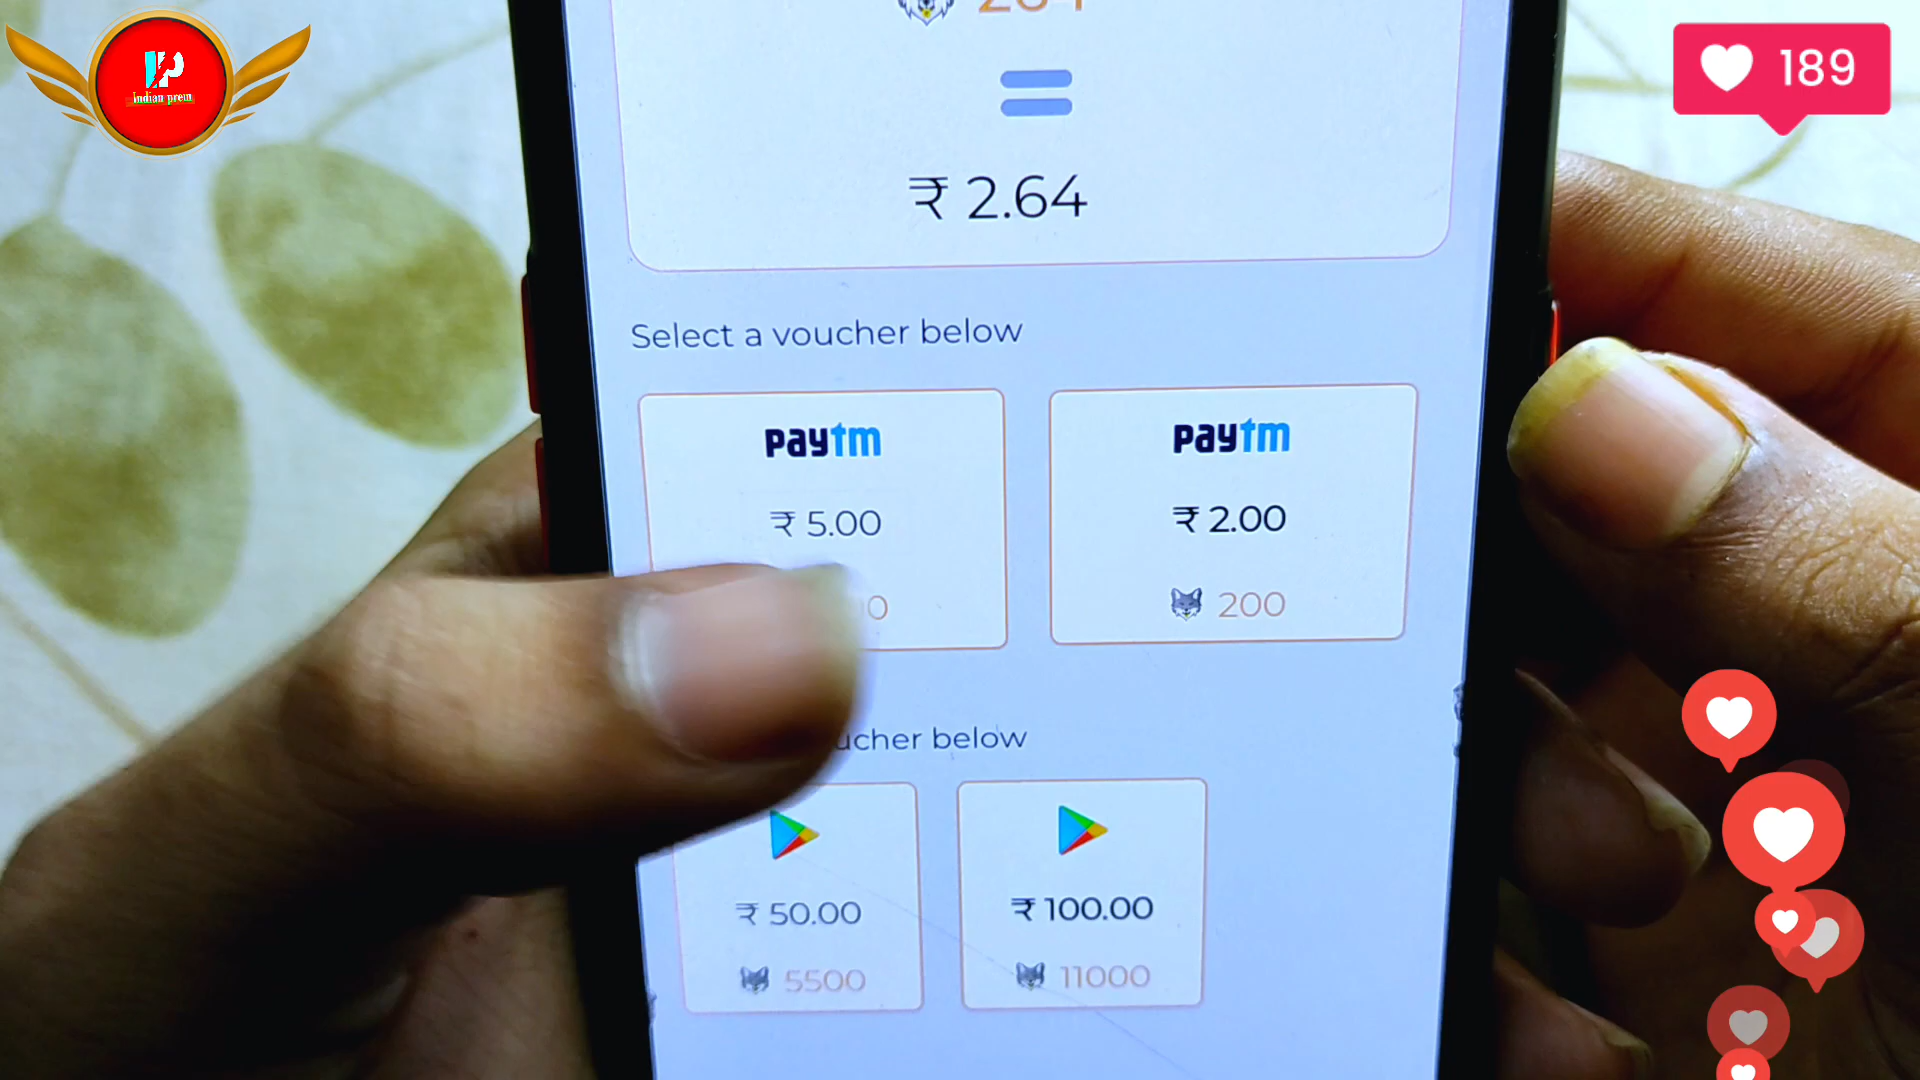 Indian prem
189
₹ 2.64
Select a voucher below
paytm
₹ 5.00
paytm
₹ 2.00
200
voucher below
₹ 50.00
5500
₹ 100.00
11000